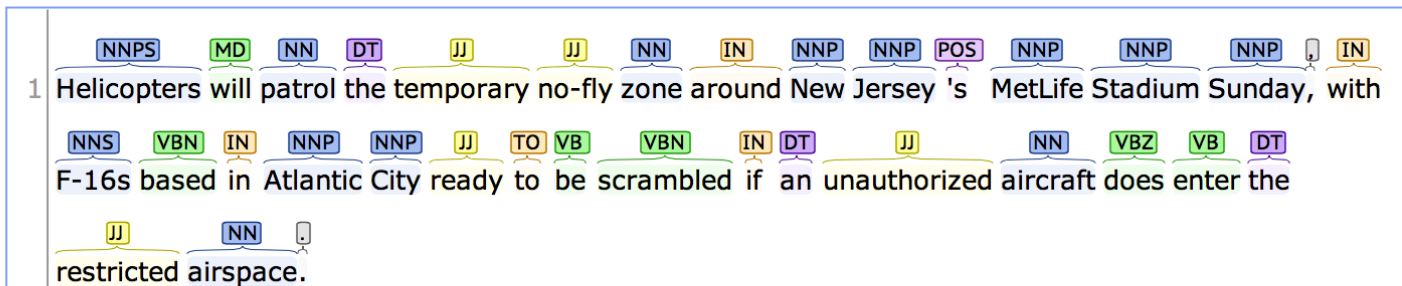 NNPS MD NN DT JJ JJ NN IN NNP NNP POS NNP NNP NNP , IN
1 Helicopters will patrol the temporary no-fly zone around New Jersey 's MetLife Stadium Sunday, with
NNS VBN IN NNP NNP JJ TO VB VBN IN DT JJ NN VBZ VB DT
F-16s based in Atlantic City ready to be scrambled if an unauthorized aircraft does enter the
JJ NN .
restricted airspace.